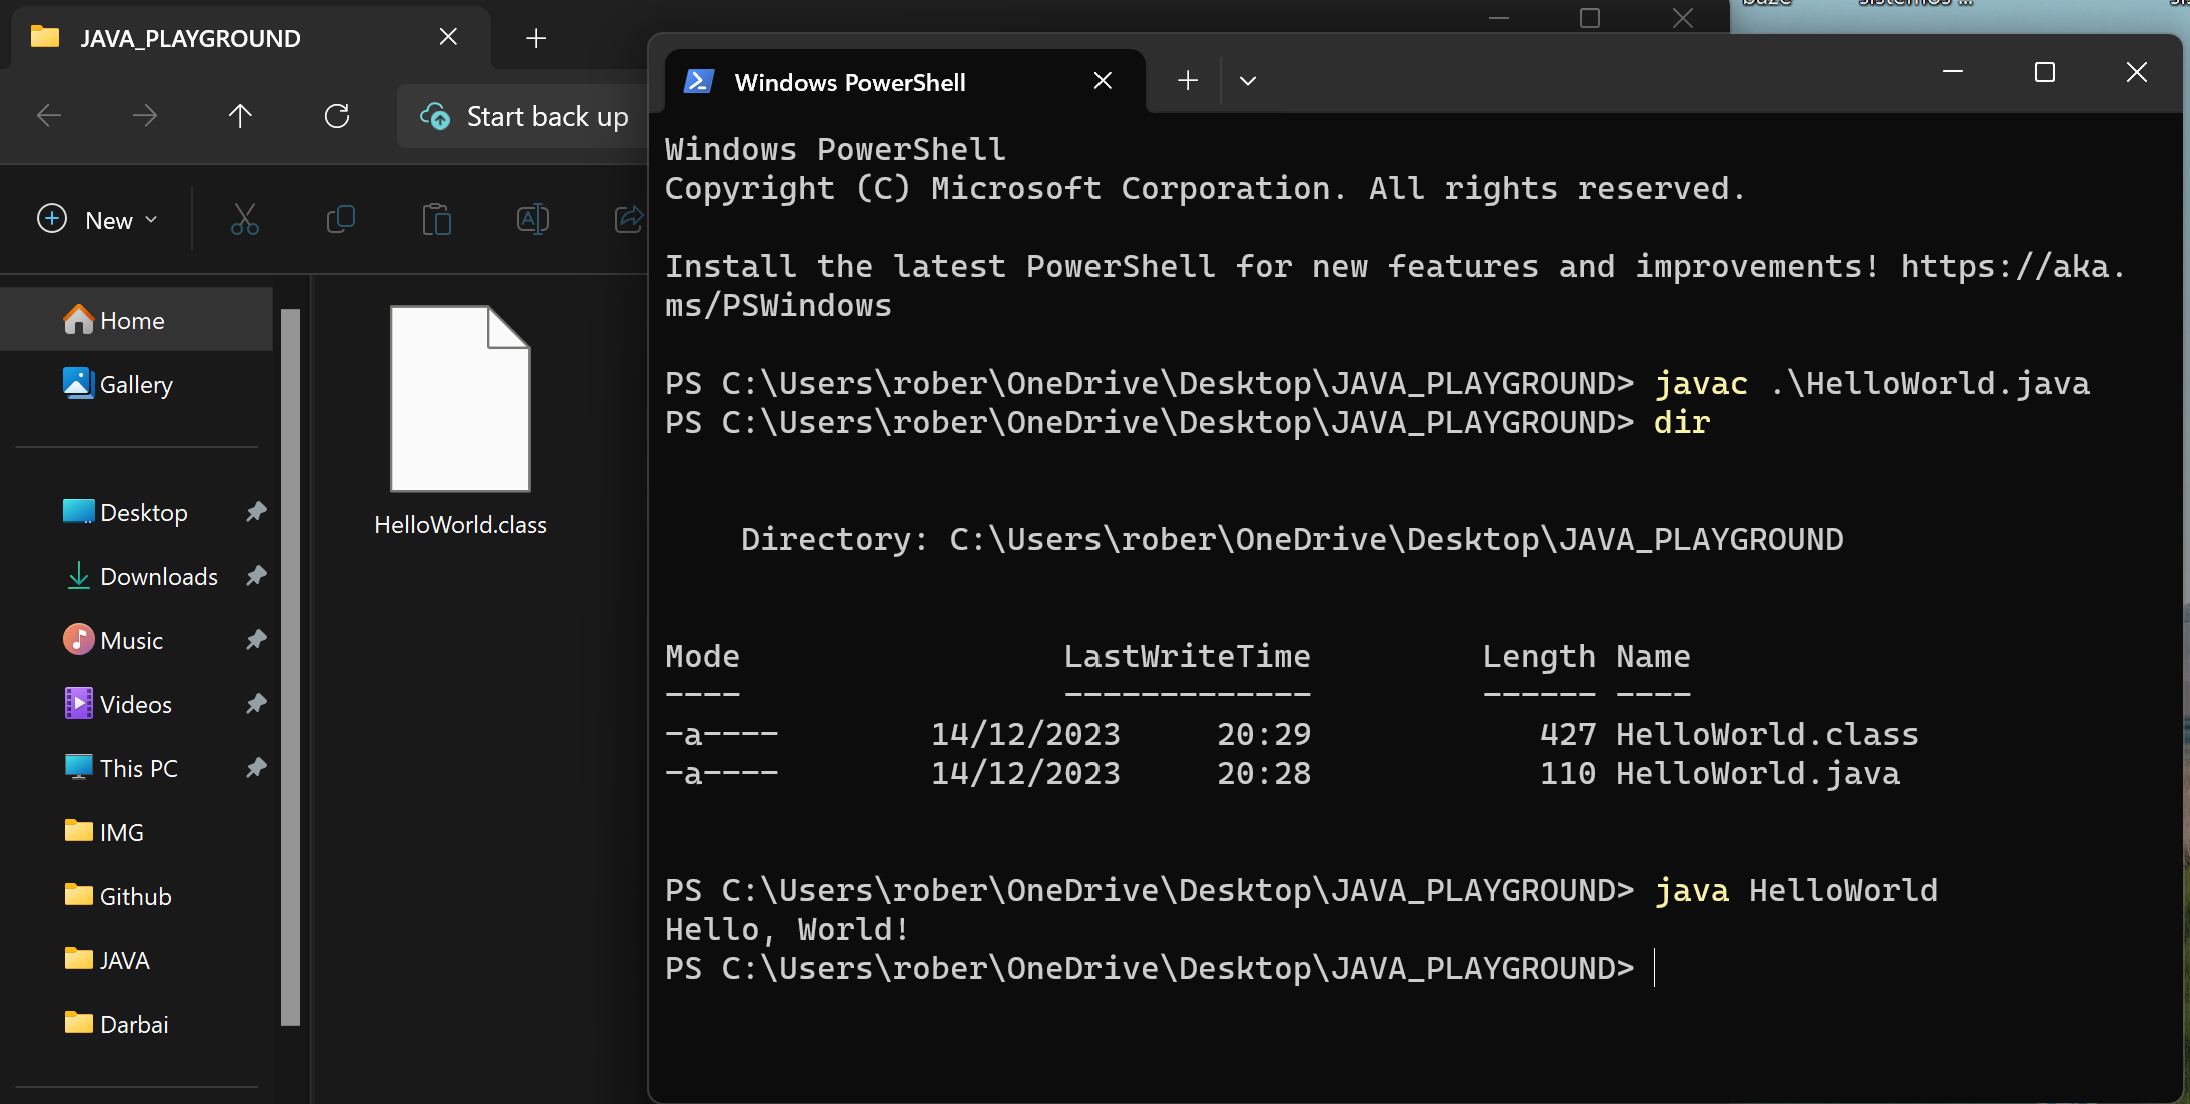 JAVA_PLAYGROUND
Start back up
New
Home
Gallery
Desktop
Downloads
Music
Videos
This PC
IMG
Github
JAVA
Darbai
HelloWorld.class
Windows PowerShell
Windows PowerShell
Copyright (C) Microsoft Corporation. All rights reserved.
Install the latest PowerShell for new features and improvements! https://aka.
ms/PSWindows
PS C:\Users\rober\OneDrive\Desktop\JAVA_PLAYGROUND> javac .\HelloWorld.java
PS C:\Users\rober\OneDrive\Desktop\JAVA_PLAYGROUND> dir
Directory: C:\Users\rober\OneDrive\Desktop\JAVA_PLAYGROUND
Mode LastWriteTime Length Name
---- ------------- ------ ----
-a---- 14/12/2023 20:29 427 HelloWorld.class
-a---- 14/12/2023 20:28 110 HelloWorld.java
PS C:\Users\rober\OneDrive\Desktop\JAVA_PLAYGROUND> java HelloWorld
Hello, World!
PS C:\Users\rober\OneDrive\Desktop\JAVA_PLAYGROUND>